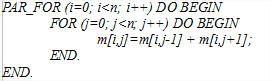 PAR_FOR (i=0; i<n; i++) DO BEGIN
FOR (j=0; j<n; j++) DO BEGIN
m[i,j]=m[i,j-1] + m[i,j+1];
END.
END.